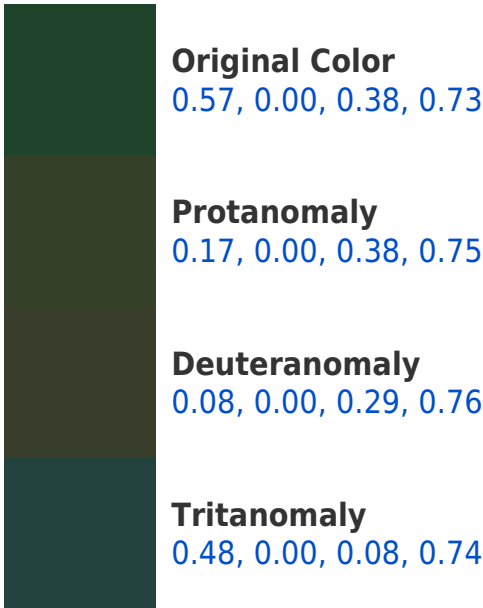 Original Color
0.57, 0.00, 0.38, 0.73
Protanomaly
0.17, 0.00, 0.38, 0.75
Deuteranomaly
0.08, 0.00, 0.29, 0.76
Tritanomaly
0.48, 0.00, 0.08, 0.74